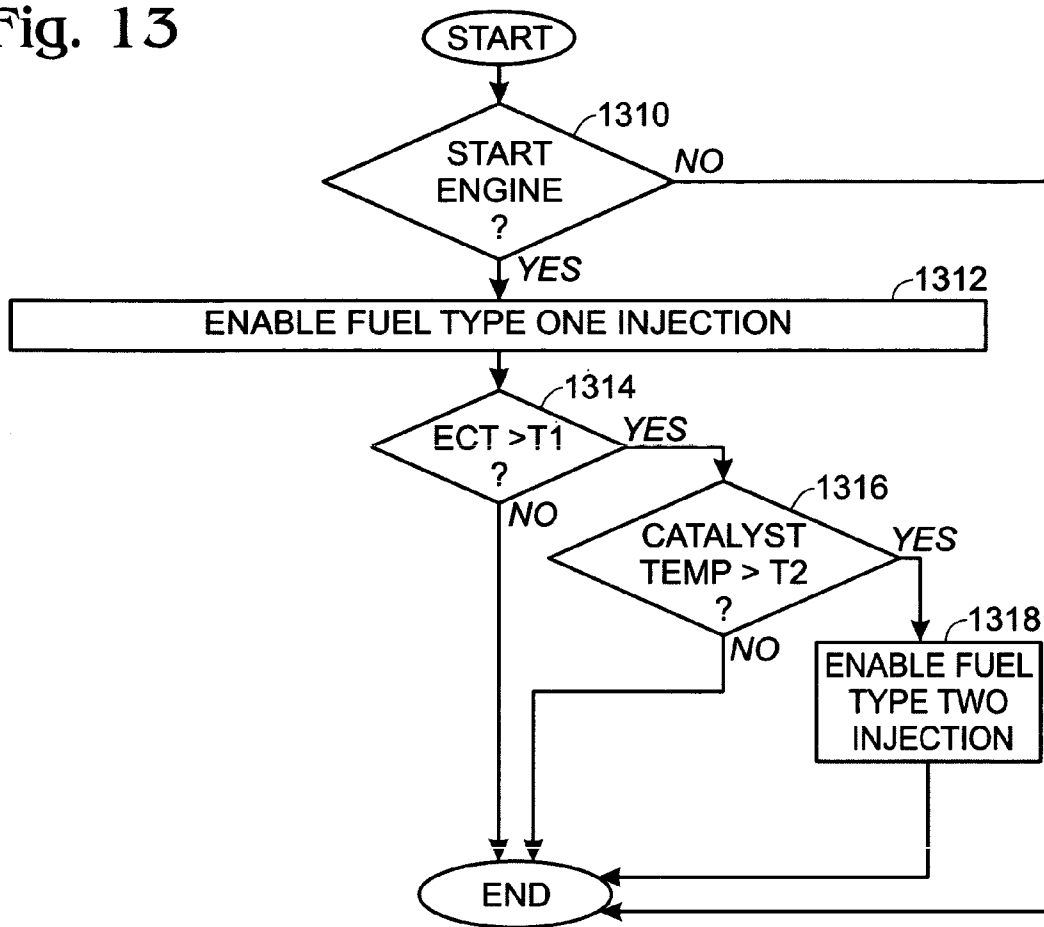 Fig. 13
START
1310
START
ENGINE
?
NO
YES
1312
ENABLE FUEL TYPE ONE INJECTION
1314
ECT >T1
?
YES
NO
1316
CATALYST
TEMP > T2
?
YES
NO
1318
ENABLE FUEL
TYPE TWO
INJECTION
END